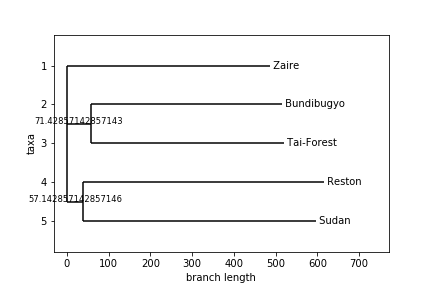 1
Zaire
2
Bundibugyo
71.42857142857143
3
Tai-Forest
taxa
4
Reston
57.142857142857146
5
Sudan
0 100 200 300 400 500 600 700
branch length